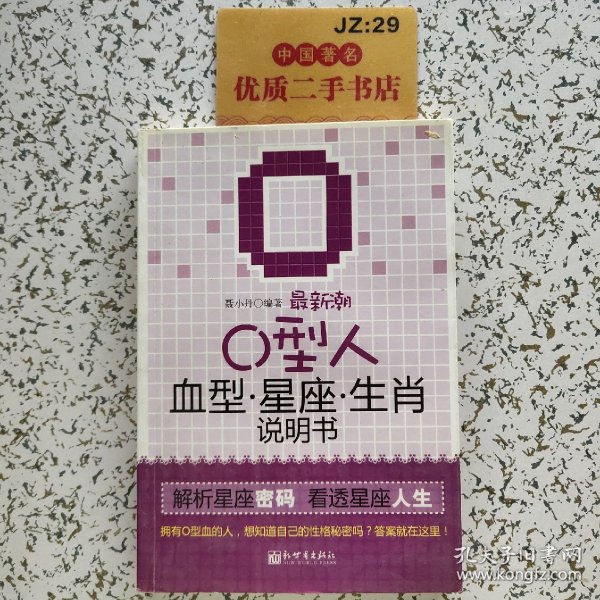 JZ:29
中国著名
优质二手书店
聂小丹〇编著 最新潮
O型人
血型·星座·生肖
说明书
解析星座密码 看透星座人生
拥有O型血的人，想知道自己的性格秘密吗？答案就在这里！
新世界出版社
NEW WORLD PRESS
孔夫子旧书网
www.kongfz.com